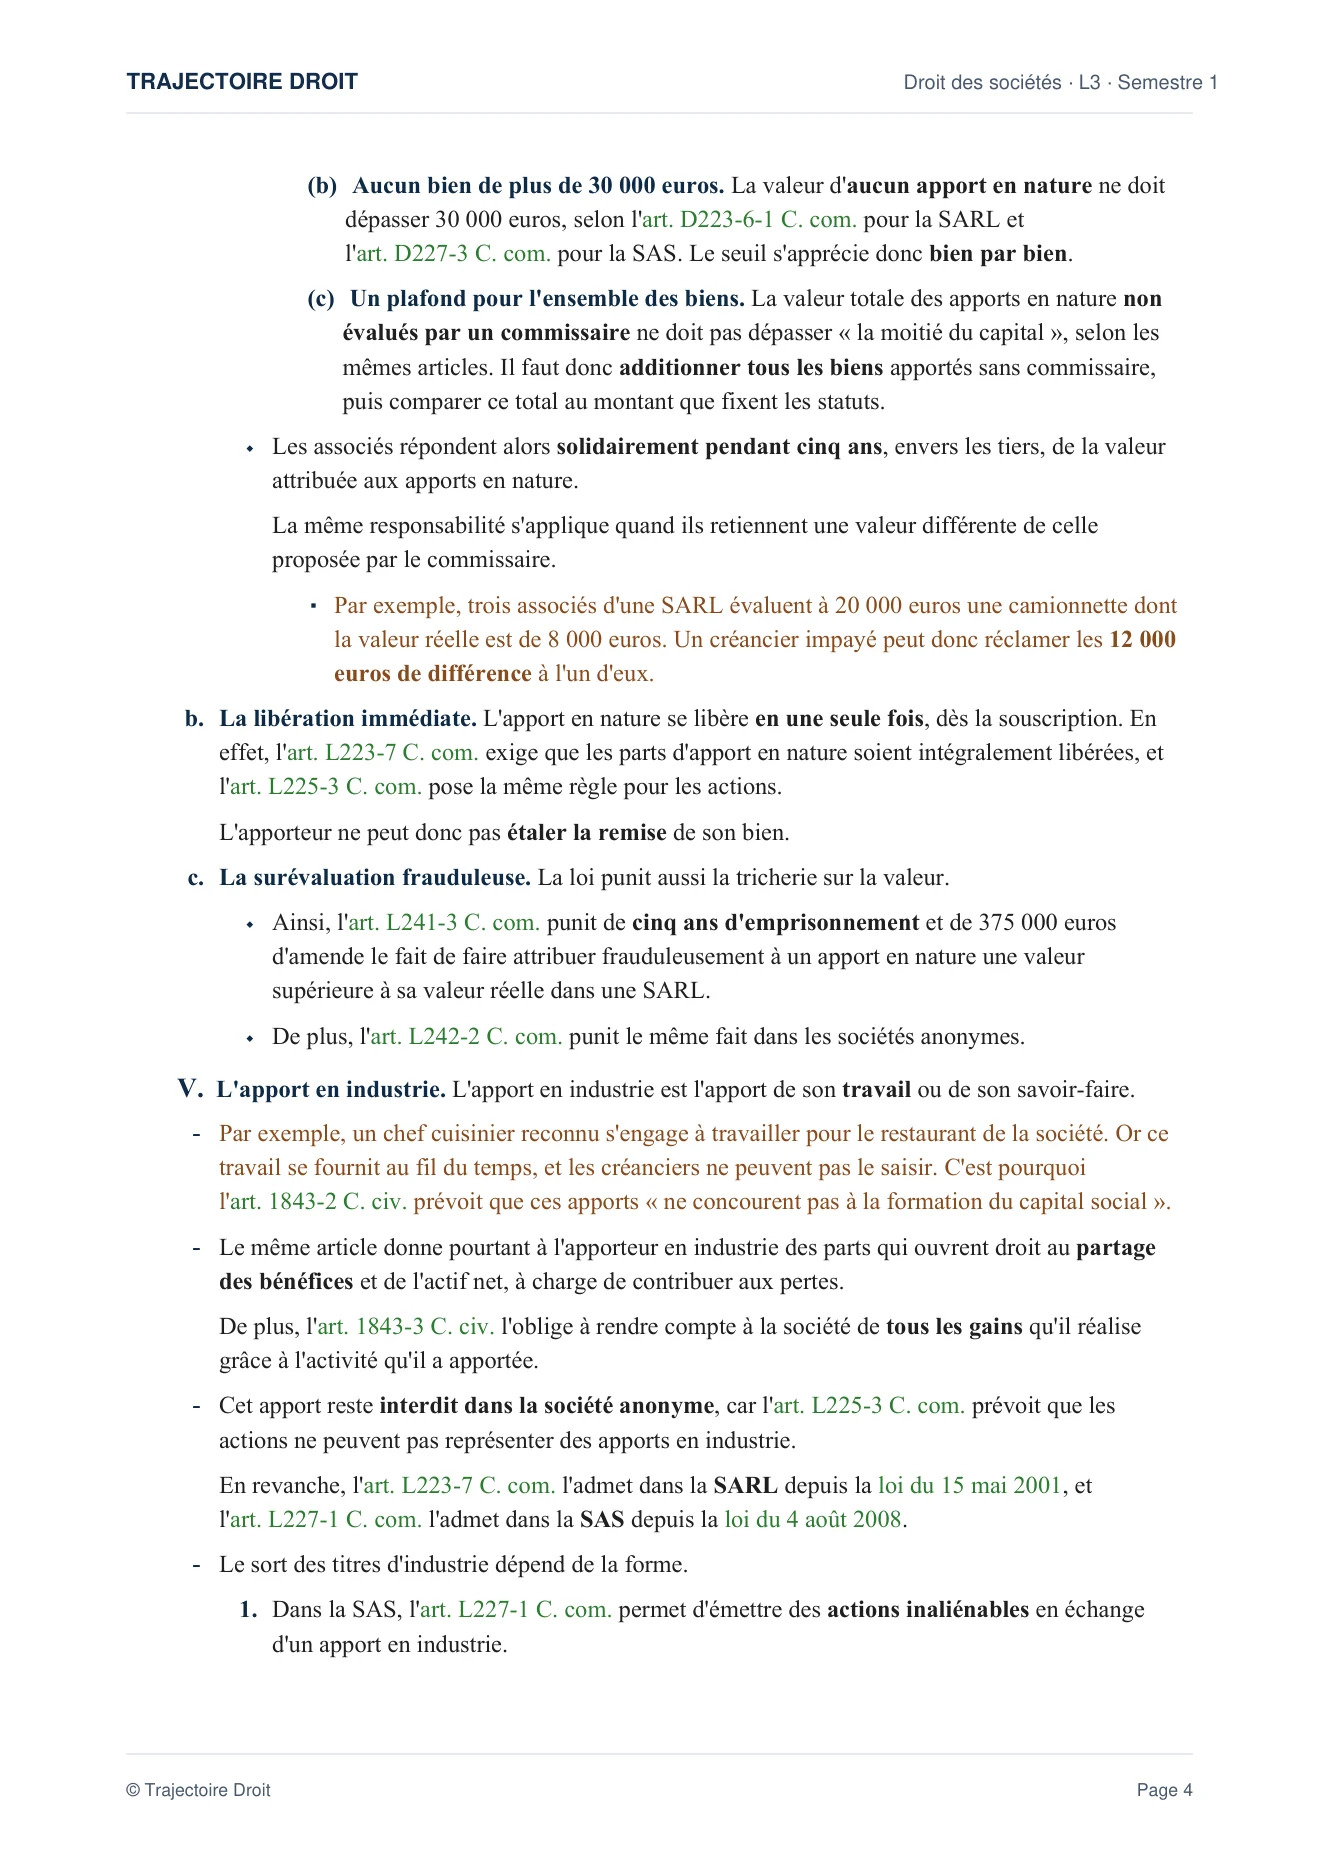 TRAJECTOIRE DROIT
Droit des sociétés · L3 · Semestre 1
(b) Aucun bien de plus de 30 000 euros. La valeur d'aucun apport en nature ne doit
dépasser 30 000 euros, selon l'art. D223-6-1 C. com. pour la SARL et
l'art. D227-3 C. com. pour la SAS. Le seuil s'apprécie donc bien par bien.
(c) Un plafond pour l'ensemble des biens. La valeur totale des apports en nature non
évalués par un commissaire ne doit pas dépasser « la moitié du capital », selon les
mêmes articles. Il faut donc additionner tous les biens apportés sans commissaire,
puis comparer ce total au montant que fixent les statuts.
⬩ Les associés répondent alors solidairement pendant cinq ans, envers les tiers, de la valeur
attribuée aux apports en nature.
La même responsabilité s'applique quand ils retiennent une valeur différente de celle
proposée par le commissaire.
▪ Par exemple, trois associés d'une SARL évaluent à 20 000 euros une camionnette dont
la valeur réelle est de 8 000 euros. Un créancier impayé peut donc réclamer les 12 000
euros de différence à l'un d'eux.
b. La libération immédiate. L'apport en nature se libère en une seule fois, dès la souscription. En
effet, l'art. L223-7 C. com. exige que les parts d'apport en nature soient intégralement libérées, et
l'art. L225-3 C. com. pose la même règle pour les actions.
L'apporteur ne peut donc pas étaler la remise de son bien.
c. La surévaluation frauduleuse. La loi punit aussi la tricherie sur la valeur.
⬩ Ainsi, l'art. L241-3 C. com. punit de cinq ans d'emprisonnement et de 375 000 euros
d'amende le fait de faire attribuer frauduleusement à un apport en nature une valeur
supérieure à sa valeur réelle dans une SARL.
⬩ De plus, l'art. L242-2 C. com. punit le même fait dans les sociétés anonymes.
V. L'apport en industrie. L'apport en industrie est l'apport de son travail ou de son savoir-faire.
- Par exemple, un chef cuisinier reconnu s'engage à travailler pour le restaurant de la société. Or ce
travail se fournit au fil du temps, et les créanciers ne peuvent pas le saisir. C'est pourquoi
l'art. 1843-2 C. civ. prévoit que ces apports « ne concourent pas à la formation du capital social ».
- Le même article donne pourtant à l'apporteur en industrie des parts qui ouvrent droit au partage
des bénéfices et de l'actif net, à charge de contribuer aux pertes.
De plus, l'art. 1843-3 C. civ. l'oblige à rendre compte à la société de tous les gains qu'il réalise
grâce à l'activité qu'il a apportée.
- Cet apport reste interdit dans la société anonyme, car l'art. L225-3 C. com. prévoit que les
actions ne peuvent pas représenter des apports en industrie.
En revanche, l'art. L223-7 C. com. l'admet dans la SARL depuis la loi du 15 mai 2001, et
l'art. L227-1 C. com. l'admet dans la SAS depuis la loi du 4 août 2008.
- Le sort des titres d'industrie dépend de la forme.
1. Dans la SAS, l'art. L227-1 C. com. permet d'émettre des actions inaliénables en échange
d'un apport en industrie.
© Trajectoire Droit
Page 4